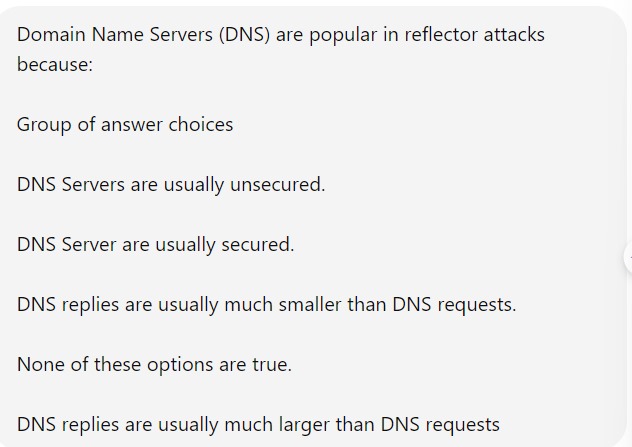 Domain Name Servers (DNS) are popular in reflector attacks
because:
Group of answer choices
DNS Servers are usually unsecured.
DNS Server are usually secured.
DNS replies are usually much smaller than DNS requests.
None of these options are true.
DNS replies are usually much larger than DNS requests